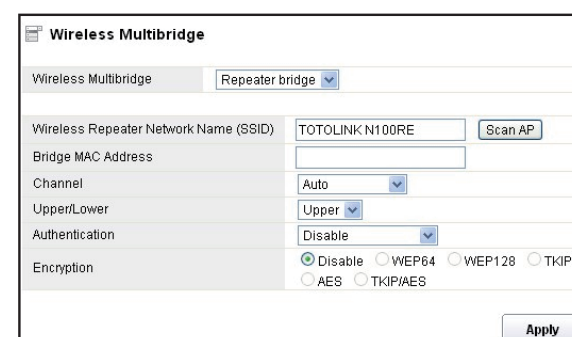 Wireless Multibridge
Wireless Multibridge Repeater bridge
Wireless Repeater Network Name (SSID) TOTOLINK N100RE Scan AP
Bridge MAC Address
Channel Auto
Upper/Lower Upper
Authentication Disable
Encryption Disable WEP64 WEP128 TKIP
AES TKIP/AES
Apply